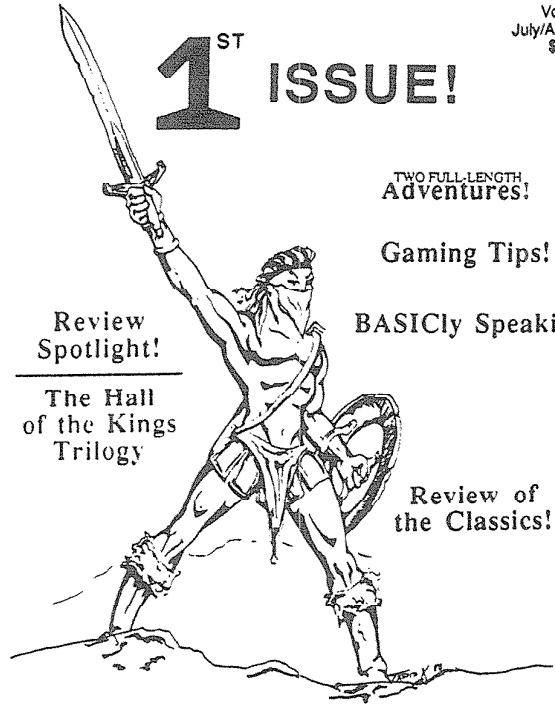 1ST ISSUE!
TWO FULL-LENGTH
Adventures!
Gaming Tips!
Review
Spotlight!
The Hall
of the Kings
Trilogy
Review of
the Classics!